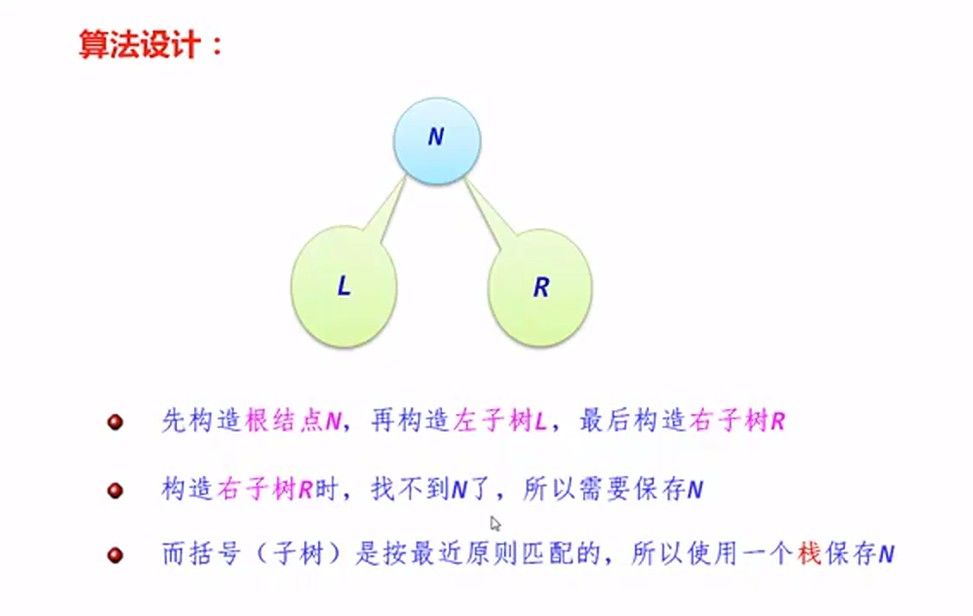 算法设计：
N
L
R
先构造根结点N，再构造左子树L，最后构造右子树R
构造右子树R时，找不到N了，所以需要保存N
而括号（子树）是按最近原则匹配的，所以使用一个栈保存N